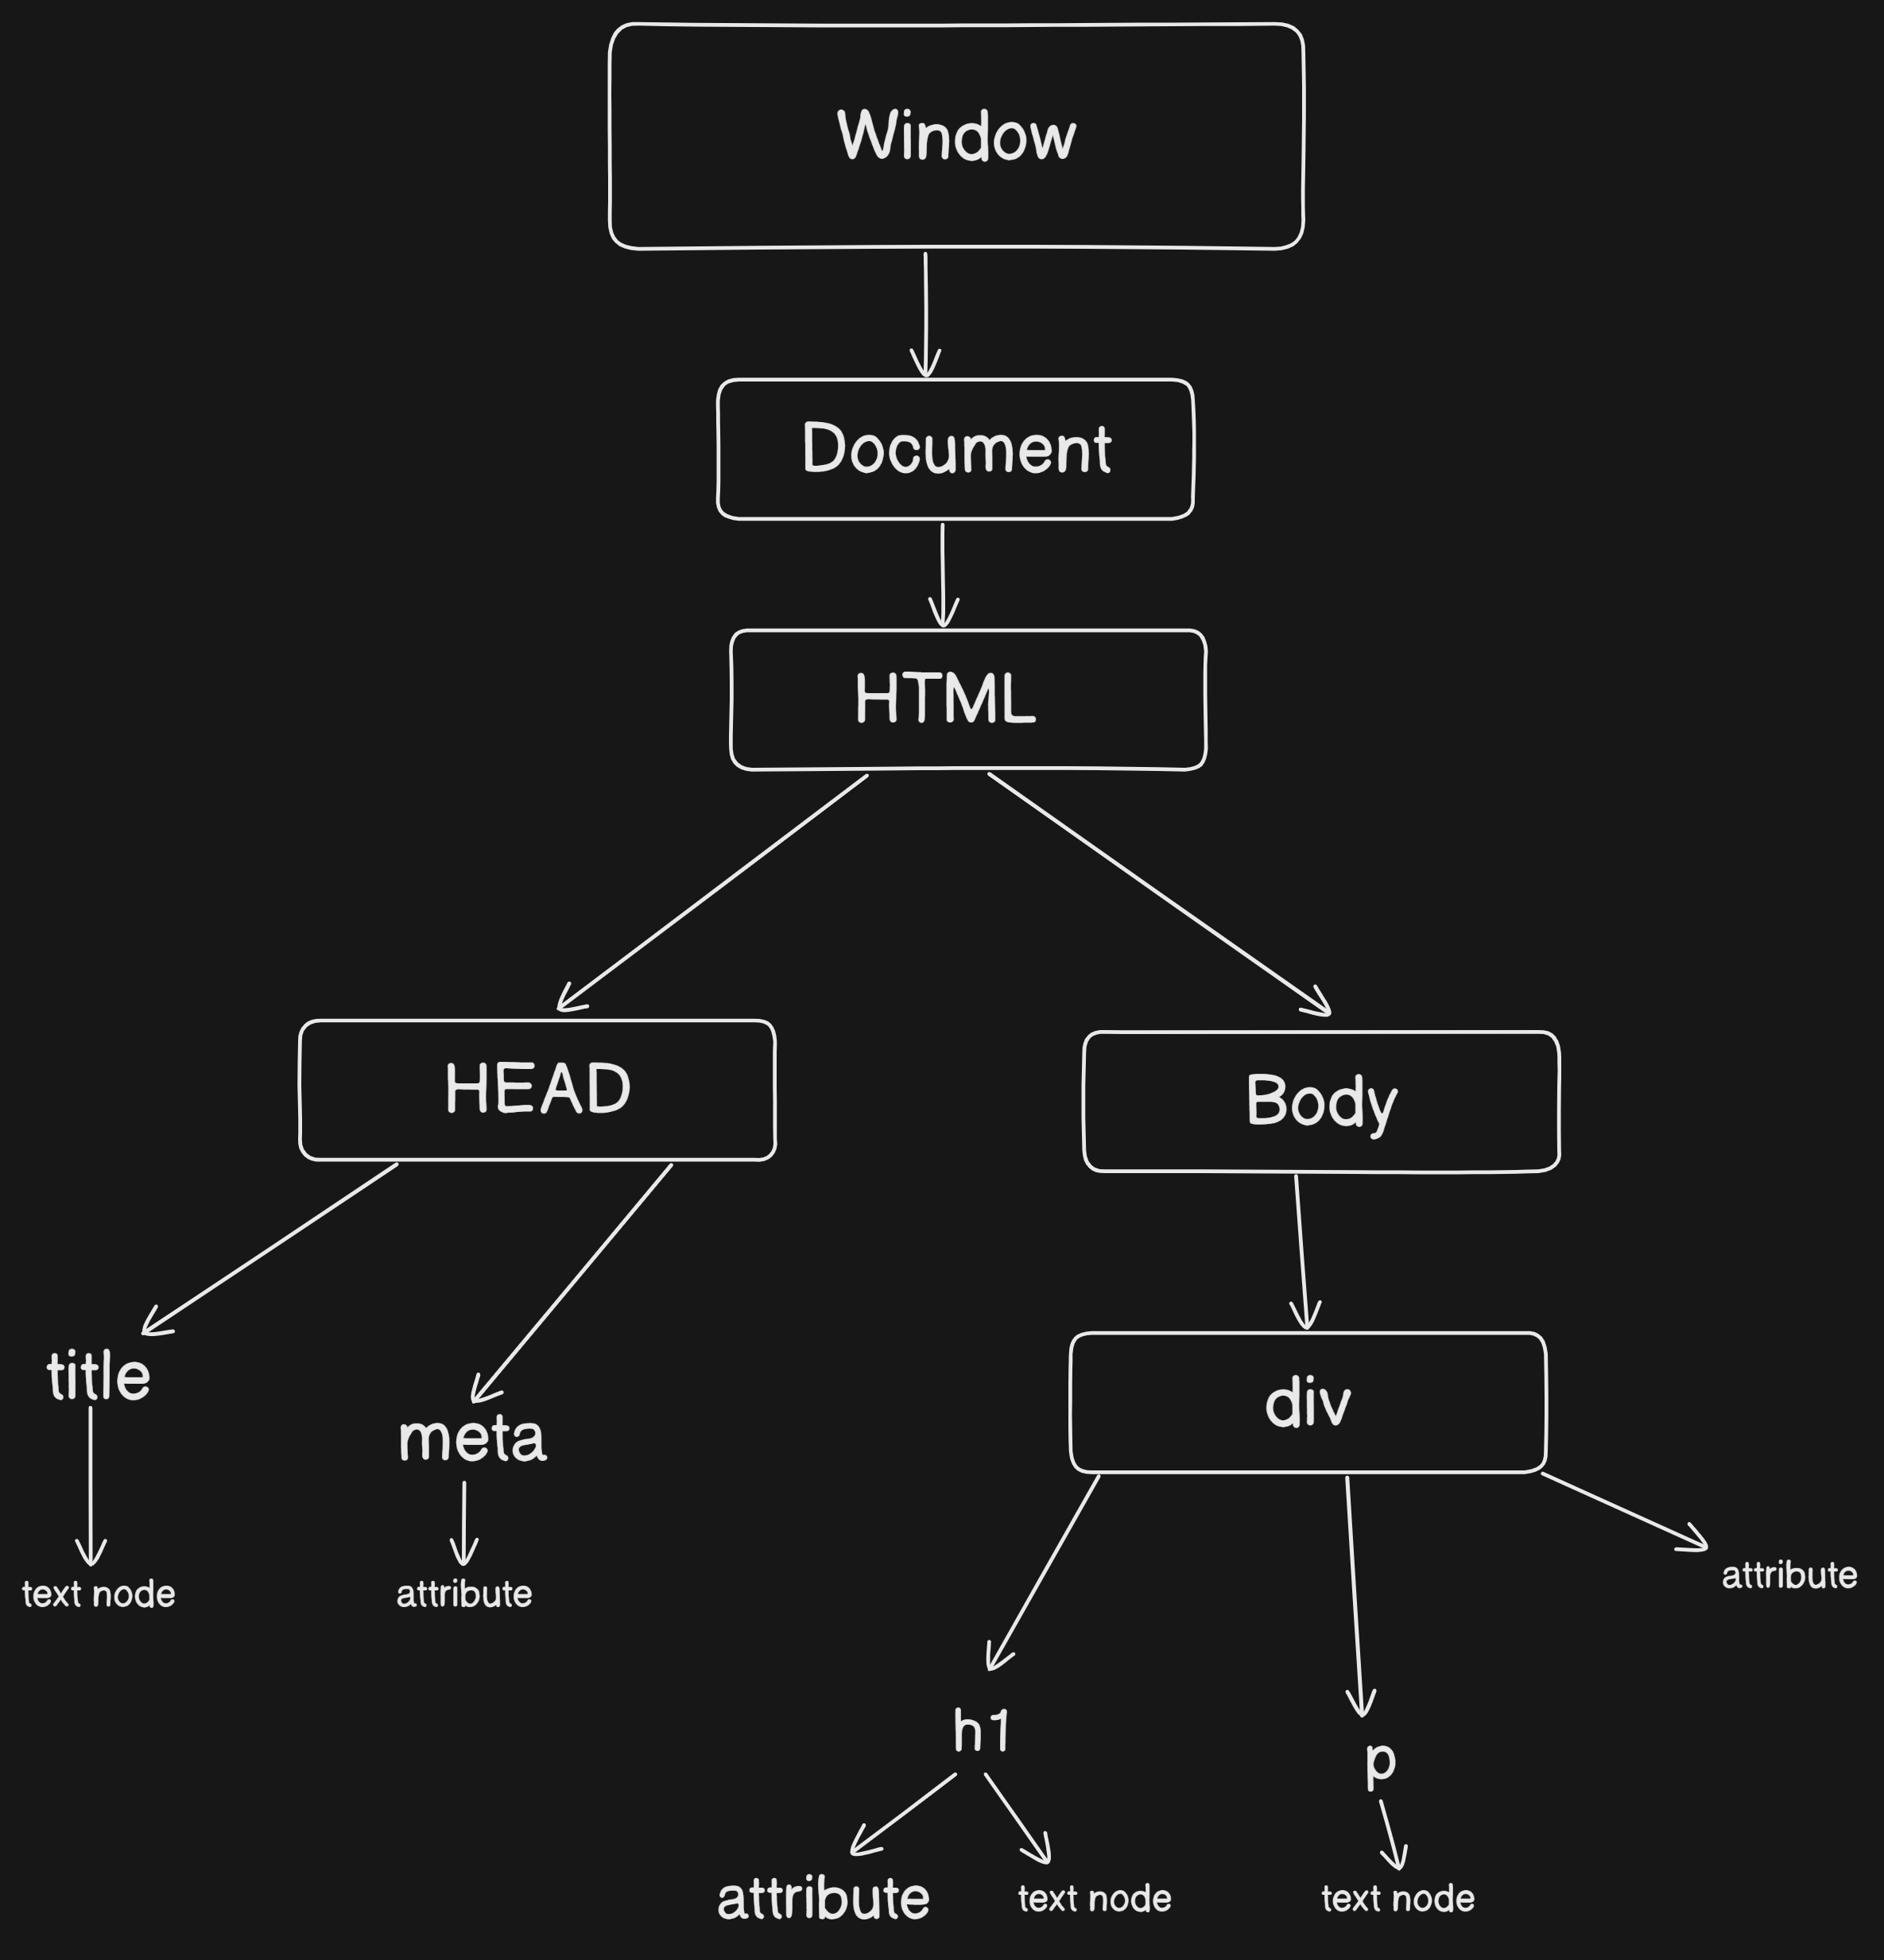 Window
Document
HTML
HEAD
Body
title
meta
div
text node
attribute
attribute
h1
p
attribute
text node
text node